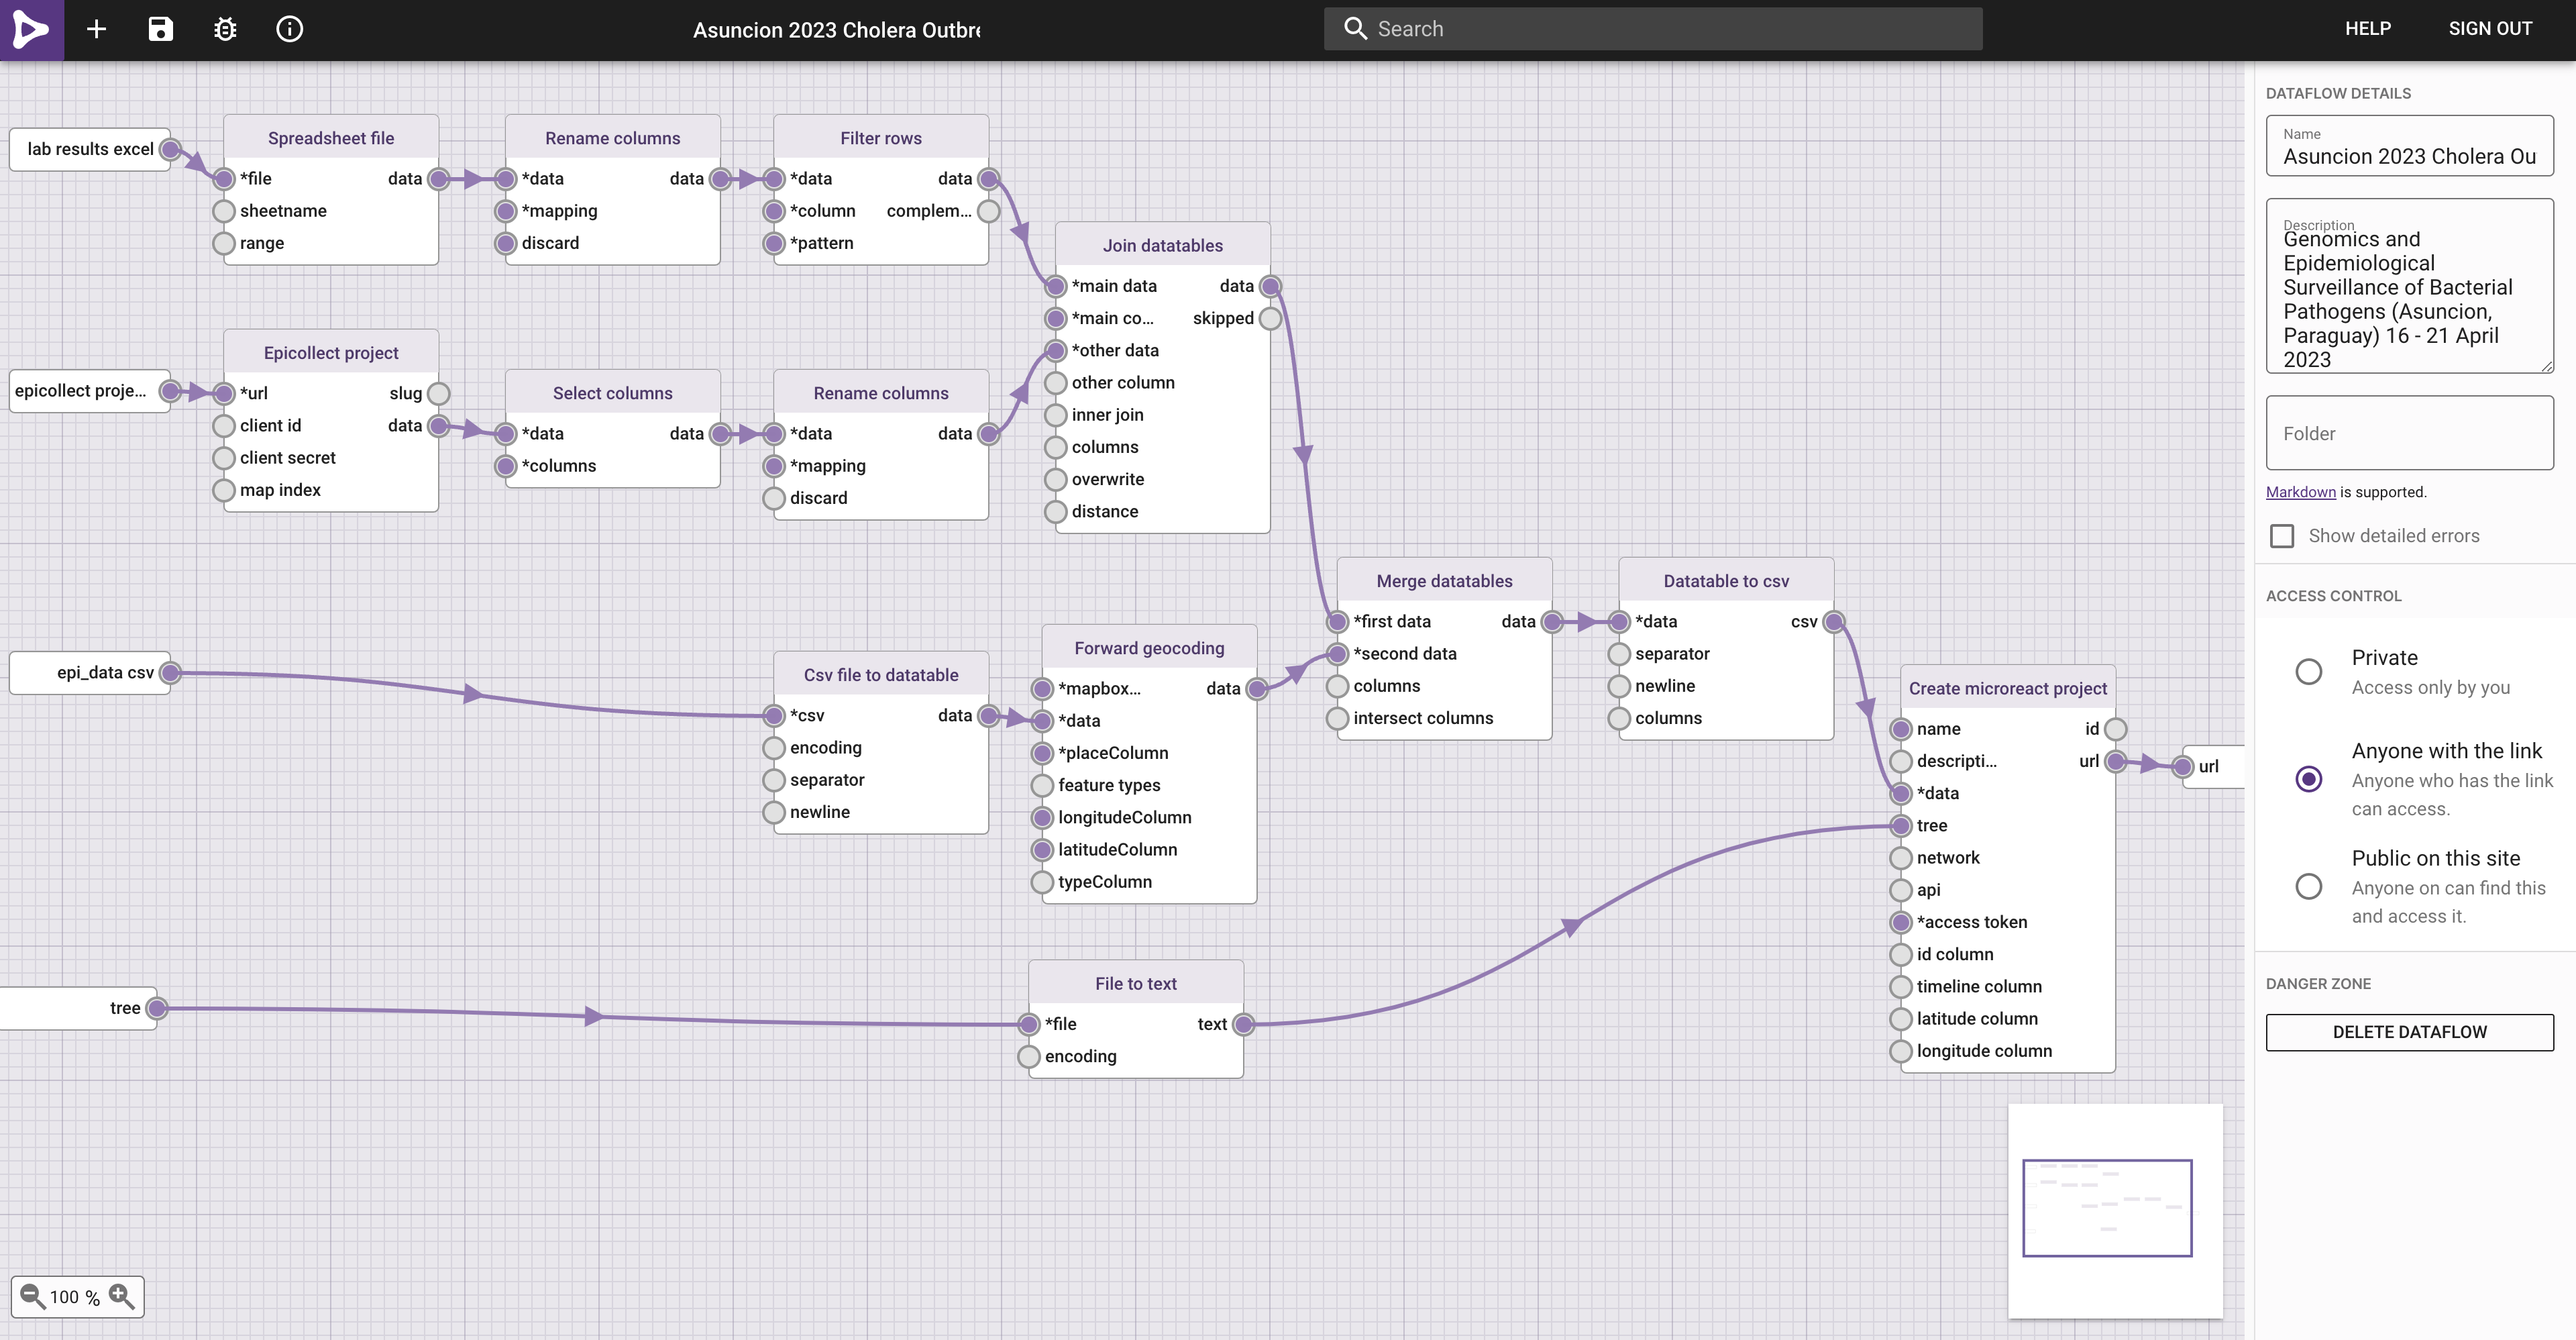 Asuncion 2023 Cholera Outbre
Search
HELP
SIGN OUT
lab results excel
Spreadsheet file
*file data
sheetname
range
Rename columns
*data data
*mapping
discard
Filter rows
*data data
*column complem...
*pattern
Join datatables
*main data data
*main co... skipped
*other data
other column
inner join
columns
overwrite
distance
epicollect proje...
Epicollect project
*url slug
client id data
client secret
map index
Select columns
*data data
*columns
Rename columns
*data data
*mapping
discard
epi_data csv
Csv file to datatable
*csv data
encoding
separator
newline
Forward geocoding
*mapbox... data
*data
*placeColumn
feature types
longitudeColumn
latitudeColumn
typeColumn
Merge datatables
*first data data
*second data
columns
intersect columns
Datatable to csv
*data csv
separator
newline
columns
tree
File to text
*file text
encoding
Create microreact project
name id
descripti... url
*data
tree
network
api
*access token
id column
timeline column
latitude column
longitude column
url
100 %
DATAFLOW DETAILS
Name
Asuncion 2023 Cholera Ou
Description
Genomics and
Epidemiological
Surveillance of Bacterial
Pathogens (Asuncion,
Paraguay) 16 - 21 April
2023
Folder
Markdown is supported.
Show detailed errors
ACCESS CONTROL
Private
Access only by you
Anyone with the link
Anyone who has the link
can access.
Public on this site
Anyone on can find this
and access it.
DANGER ZONE
DELETE DATAFLOW